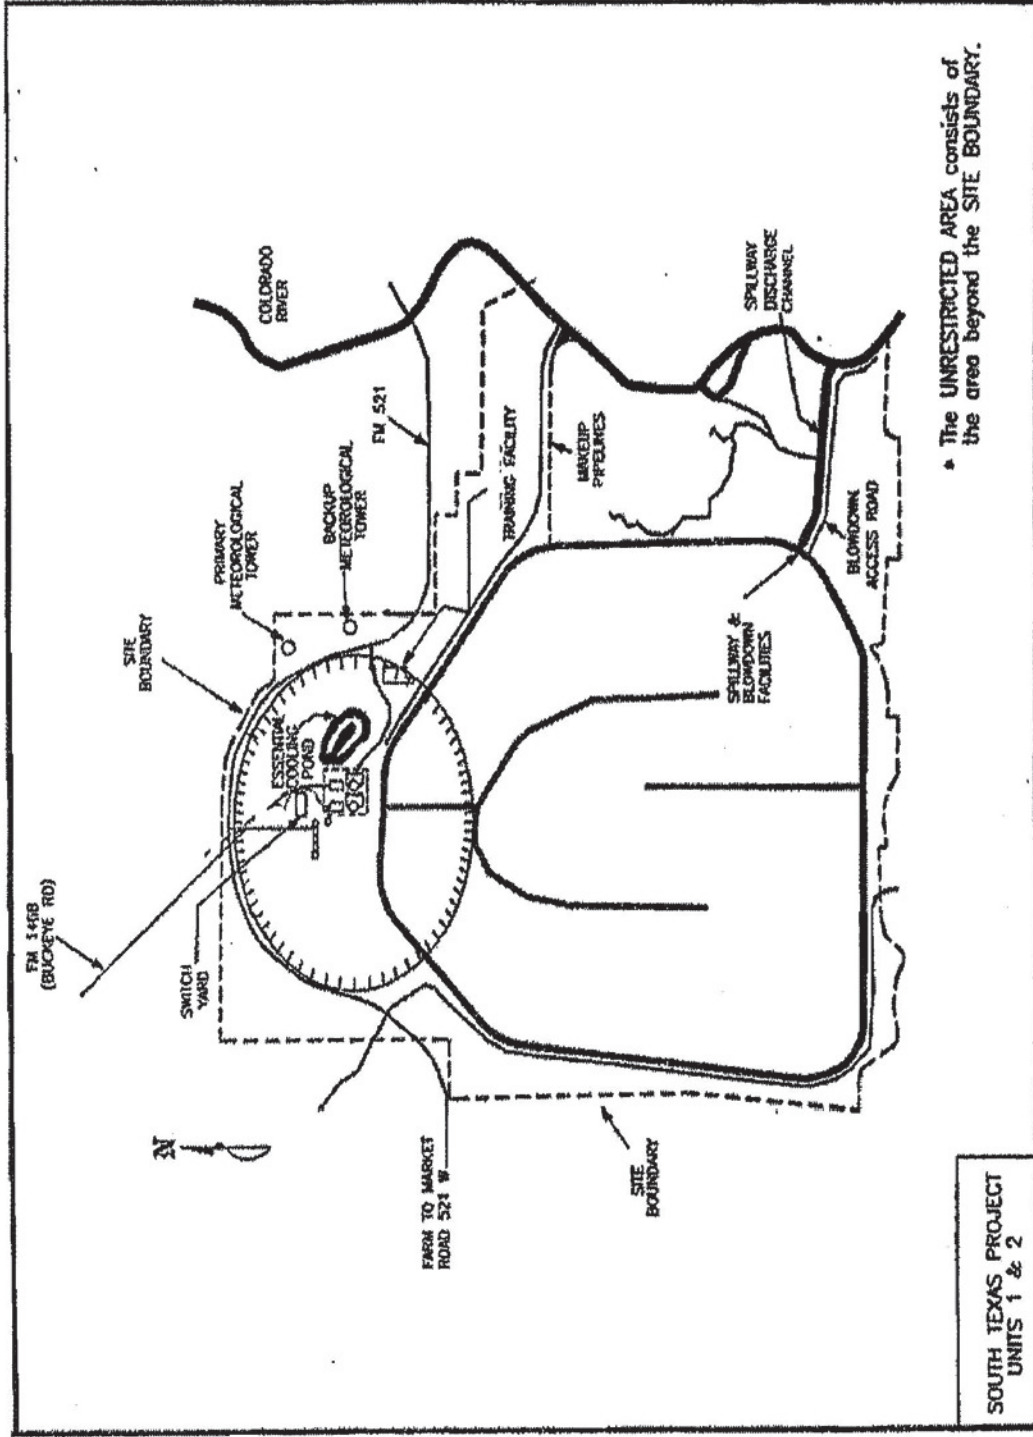 COLORADO
RIVER
PRIMARY
METEOROLOGICAL
TOWER
SITE
BOUNDARY
BACKUP
METEOROLOGICAL
TOWER
FM 521
TRAINING FACILITY
FM 1468
(BUCKEYE RD)
SWITCH
YARD
ESSENTIAL
COOLING
POND
MAKEUP
PIPELINES
SPILLWAY
DISCHARGE
CHANNEL
SPILLWAY &
BLOWDOWN
FACILITIES
BLOWDOWN
ACCESS ROAD
N
FARM TO MARKET
ROAD 521 W
SITE
BOUNDARY
* The UNRESTRICTED AREA consists of
the area beyond the SITE BOUNDARY.
SOUTH TEXAS PROJECT
UNITS 1 & 2